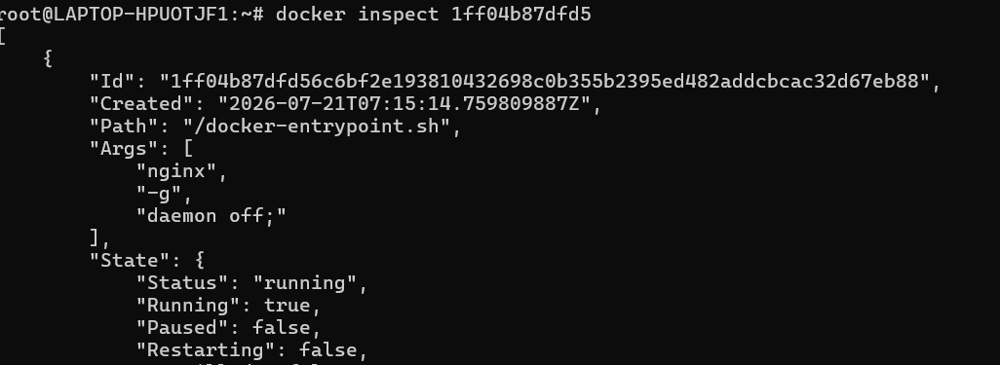 root@LAPTOP-HPUOTJF1:~# docker inspect 1ff04b87dfd5
[
    {
        "Id": "1ff04b87dfd56c6bf2e193810432698c0b355b2395ed482addcbcac32d67eb88",
        "Created": "2026-07-21T07:15:14.759809887Z",
        "Path": "/docker-entrypoint.sh",
        "Args": [
            "nginx",
            "-g",
            "daemon off;"
        ],
        "State": {
            "Status": "running",
            "Running": true,
            "Paused": false,
            "Restarting": false,